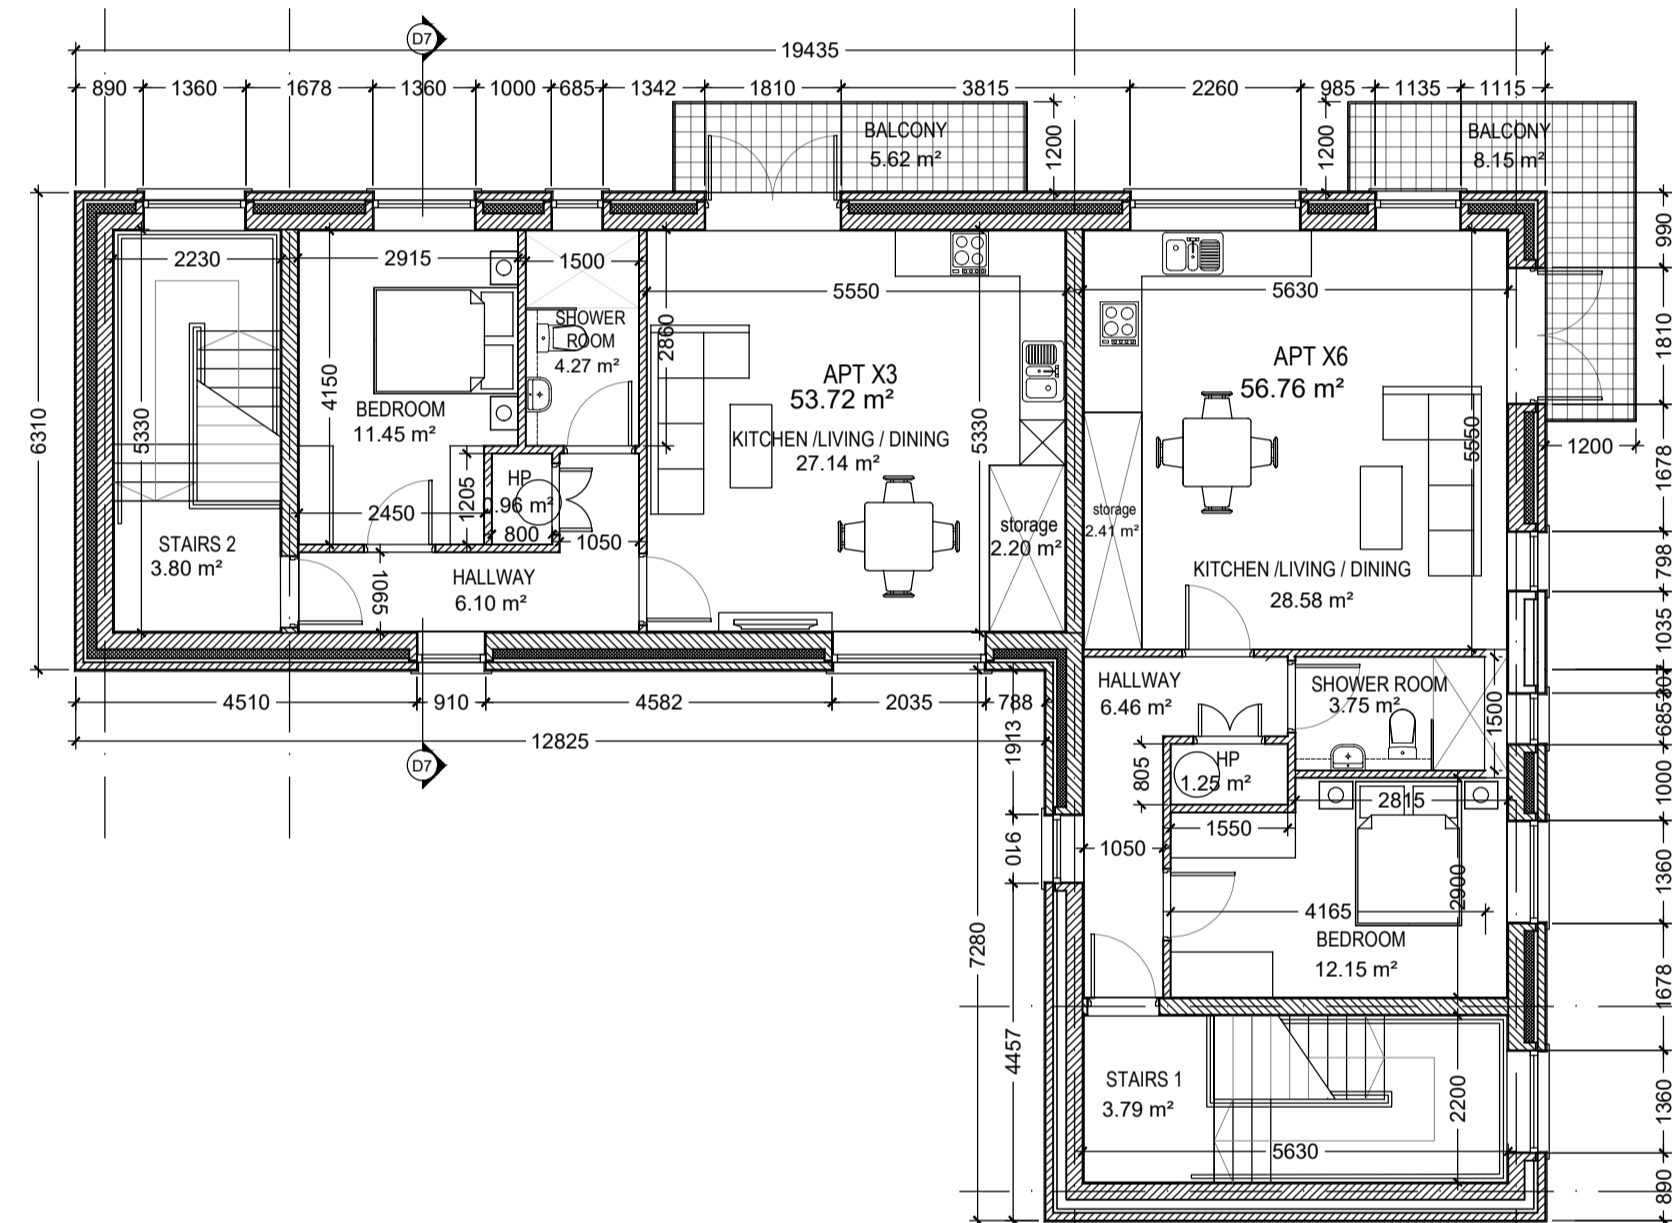 D7
19435
890 1360 1678 1360 1000 685 1342 1810 3815 2260 985 1135 1115
BALCONY
5.62 m²
1200
1200
BALCONY
8.15 m²
6310
2230
5330
STAIRS 2
3.80 m²
2915
4150
BEDROOM
11.45 m²
2450
1205
1500
SHOWER
ROOM
4.27 m²
2860
HP
800
1050
1065
HALLWAY
6.10 m²
5550
APT X3
53.72 m²
KITCHEN /LIVING / DINING
27.14 m²
5330
storage
2.20 m²
5630
APT X6
56.76 m²
5550
storage
2.41 m²
KITCHEN /LIVING / DINING
28.58 m²
1200
990
1810
1678
798
1035
307
685
1000
1360
1678
1360
890
4510 910 4582 2035 788
12825
D7
1913
910
4457
7280
HALLWAY
6.46 m²
SHOWER ROOM
3.75 m²
1500
805
HP
1.25 m²
1550
1050
2815
2900
4165
BEDROOM
12.15 m²
STAIRS 1
3.79 m²
2200
5630